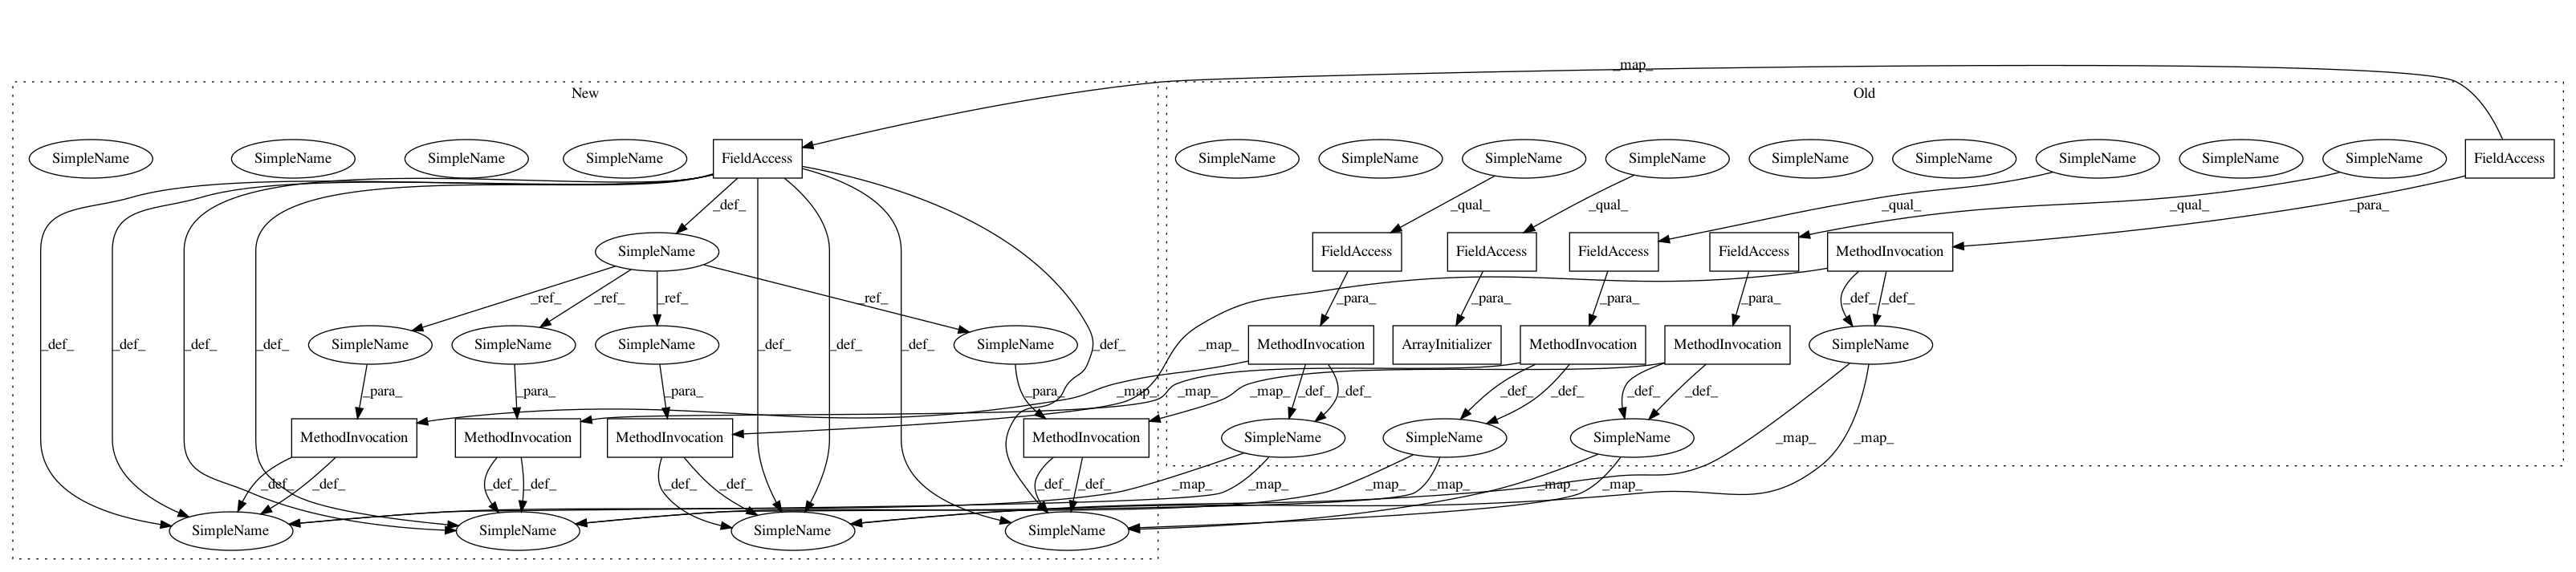 _map_
New Old
SimpleName SimpleName SimpleName SimpleName FieldAccess SimpleName SimpleName SimpleName SimpleName SimpleName SimpleName SimpleName SimpleName SimpleName FieldAccess
_def_ _qual_ _qual_ _qual_ _qual_ _para_
SimpleName FieldAccess FieldAccess FieldAccess FieldAccess MethodInvocation
_ref_ _ref_ _ref_ _ref_ _para_ _para_ _para_ _para_ _def_ _def_
_def_ _def_ _def_ _def_ SimpleName SimpleName SimpleName _def_ _def_ _def_ SimpleName _def_ _map_ MethodInvocation ArrayInitializer MethodInvocation MethodInvocation SimpleName
_para_ _para_ _para_ _para_ _map_ _map_ _map_ _def_ _def_ _def_ _def_ _def_ _def_
MethodInvocation MethodInvocation MethodInvocation MethodInvocation SimpleName SimpleName SimpleName _map_ _map_
_def_ _def_ _def_ _def_ _def_ _def_ _def_ _def_ _map_ _map_ _map_ _map_ _map_ _map_
SimpleName SimpleName SimpleName SimpleName